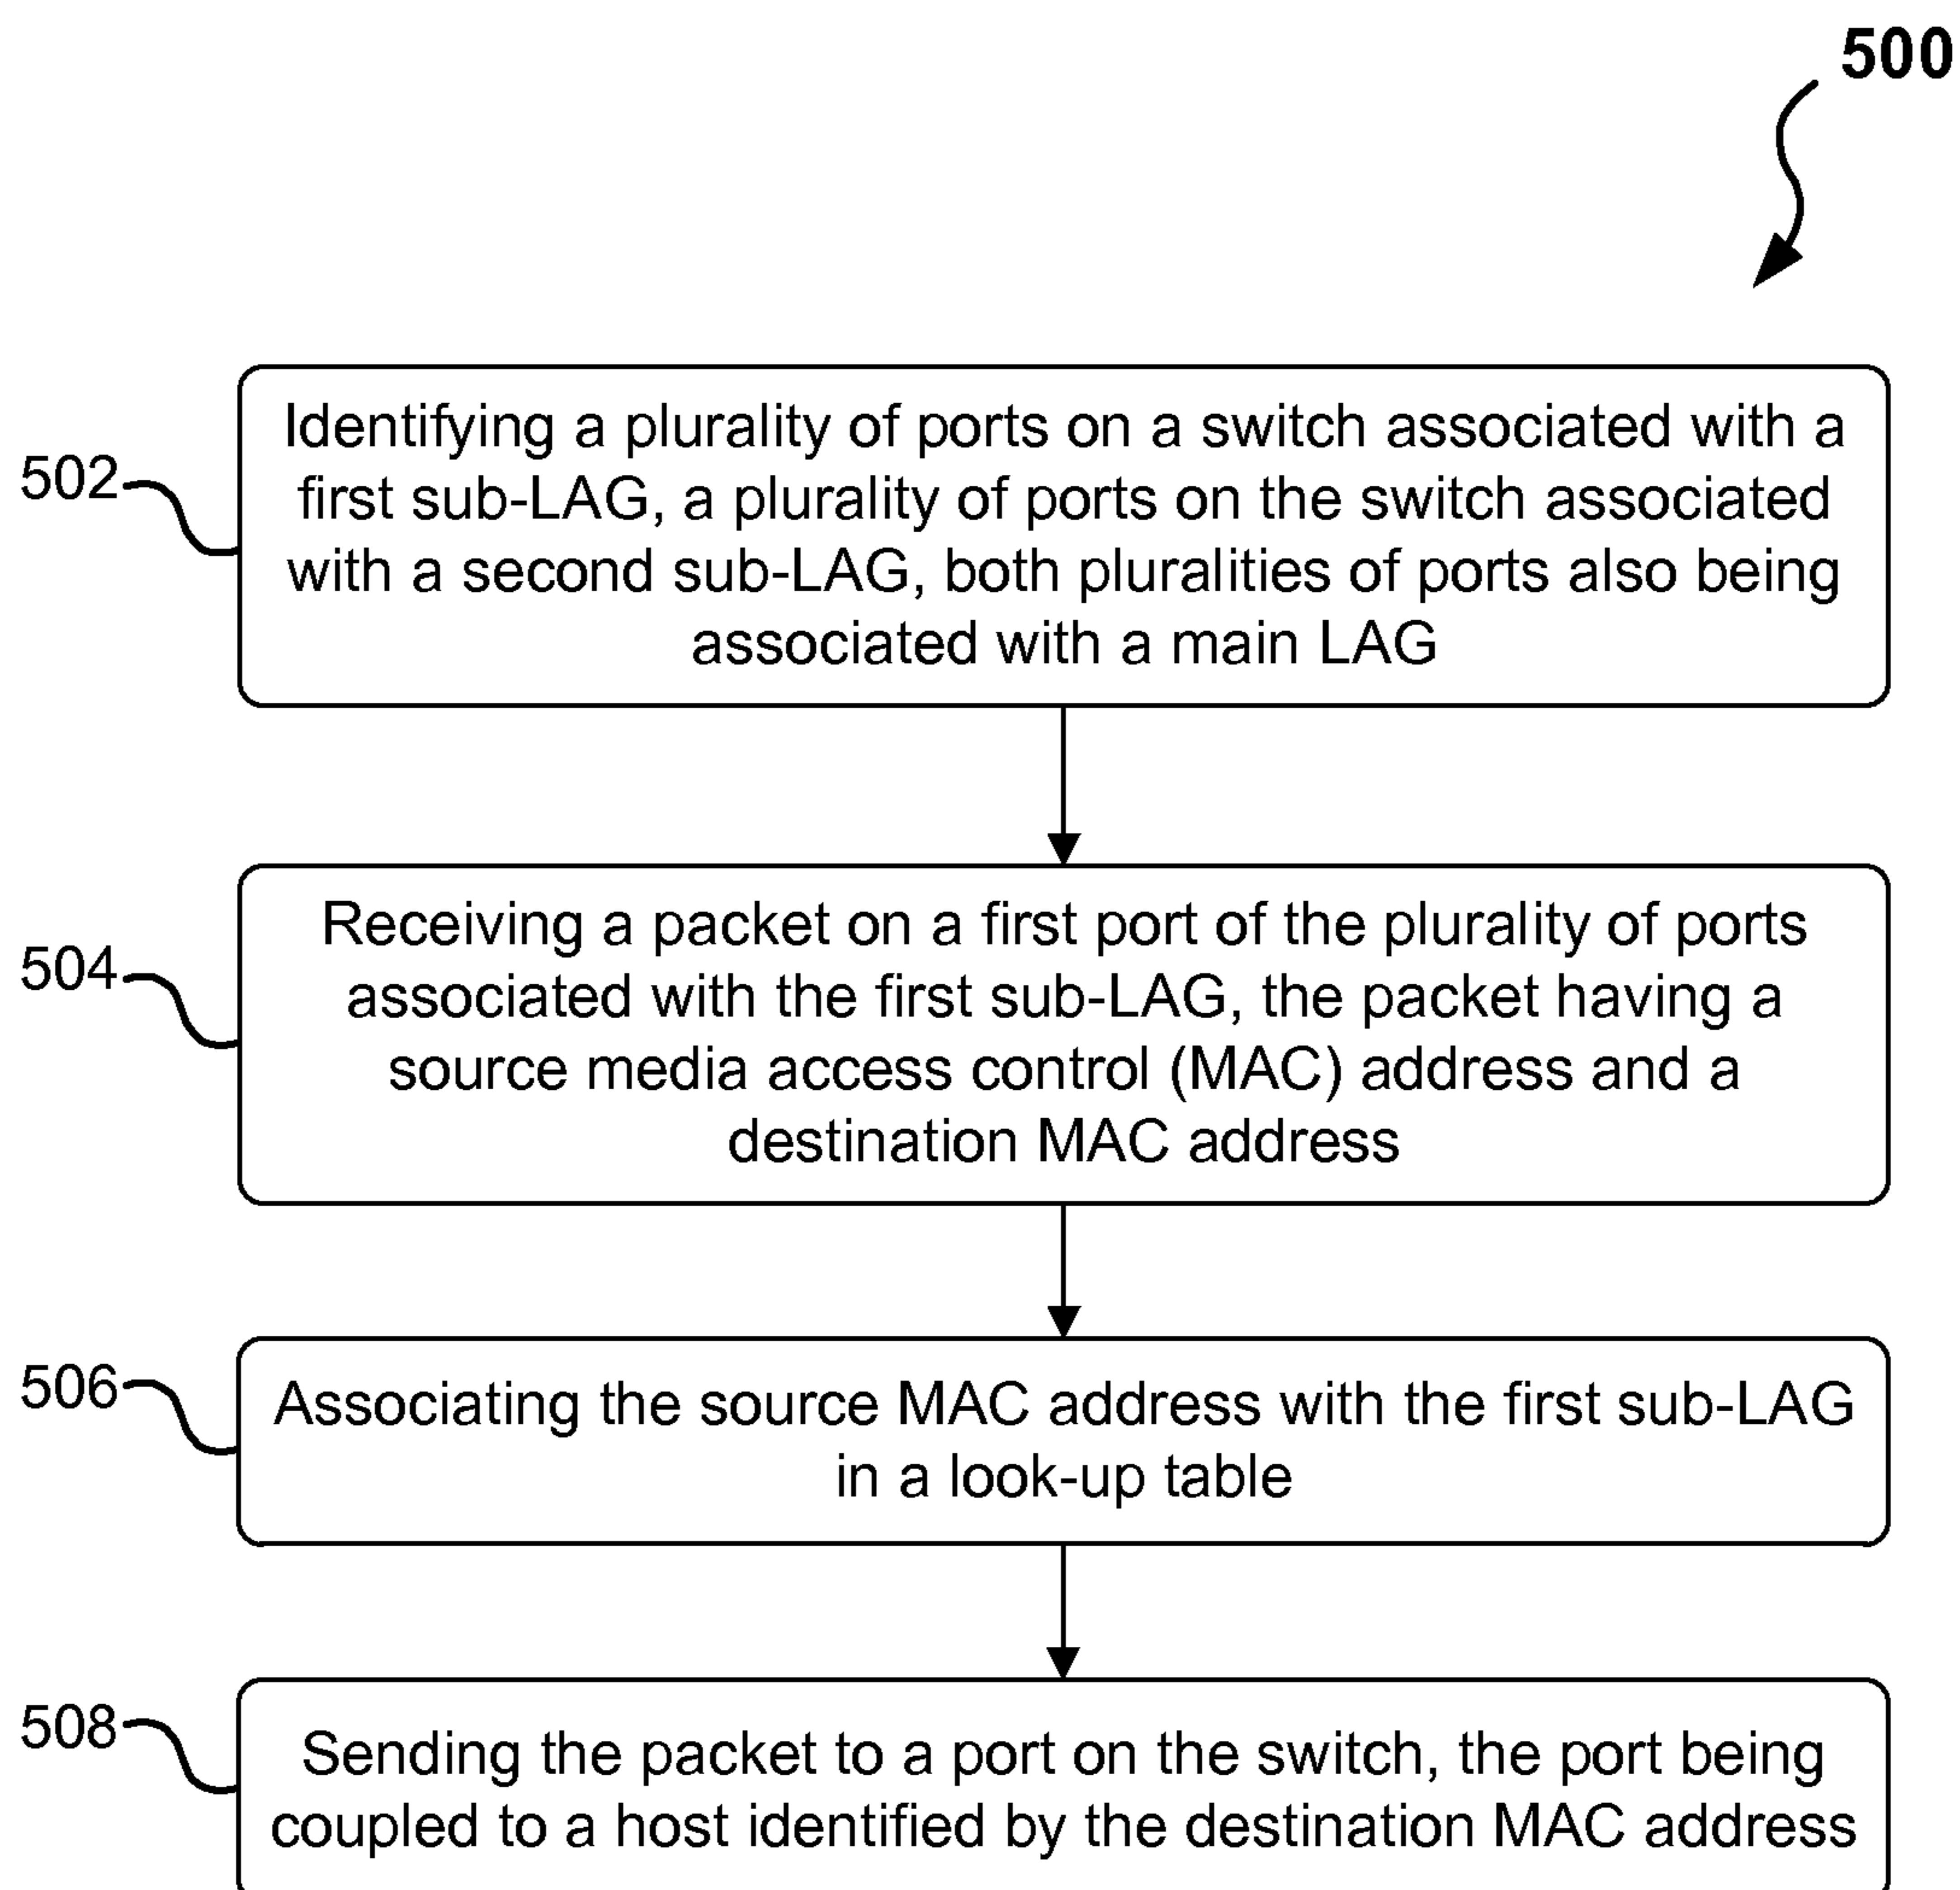 500
502
Identifying a plurality of ports on a switch associated with a
first sub-LAG, a plurality of ports on the switch associated
with a second sub-LAG, both pluralities of ports also being
associated with a main LAG
504
Receiving a packet on a first port of the plurality of ports
associated with the first sub-LAG, the packet having a
source media access control (MAC) address and a
destination MAC address
506
Associating the source MAC address with the first sub-LAG
in a look-up table
508
Sending the packet to a port on the switch, the port being
coupled to a host identified by the destination MAC address